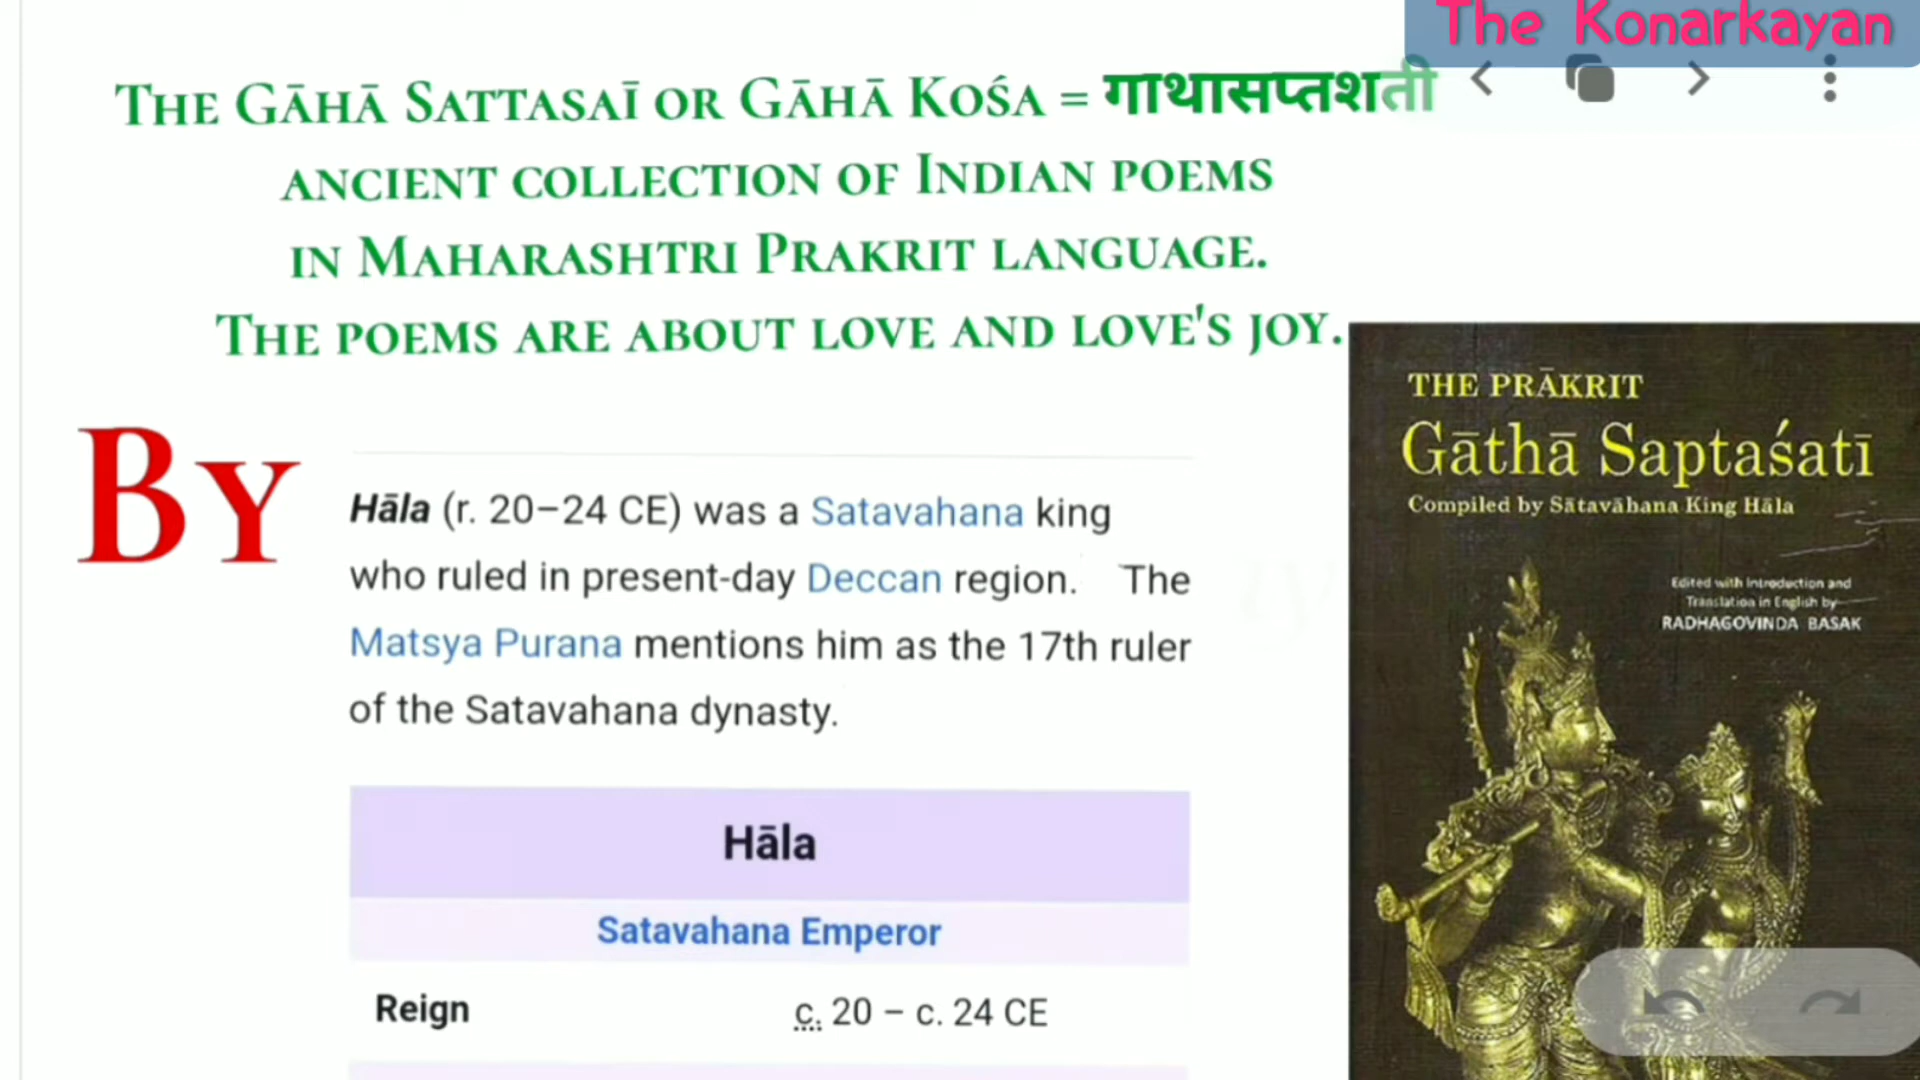 The Konarkayan
The Gāhā Sattasaī or Gāhā Kośa = गाथासप्तशती
ancient collection of Indian poems
in Maharashtri Prakrit language.
The poems are about love and love's joy.
By
Hāla (r. 20–24 CE) was a Satavahana king
who ruled in present-day Deccan region. The
Matsya Purana mentions him as the 17th ruler
of the Satavahana dynasty.
Hāla
Satavahana Emperor
Reign c. 20 – c. 24 CE
THE PRĀKRIT
Gāthā Saptaśatī
Compiled by Sātavāhana King Hāla
Edited with Introduction and
Translation in English by
RADHAGOVINDA BASAK